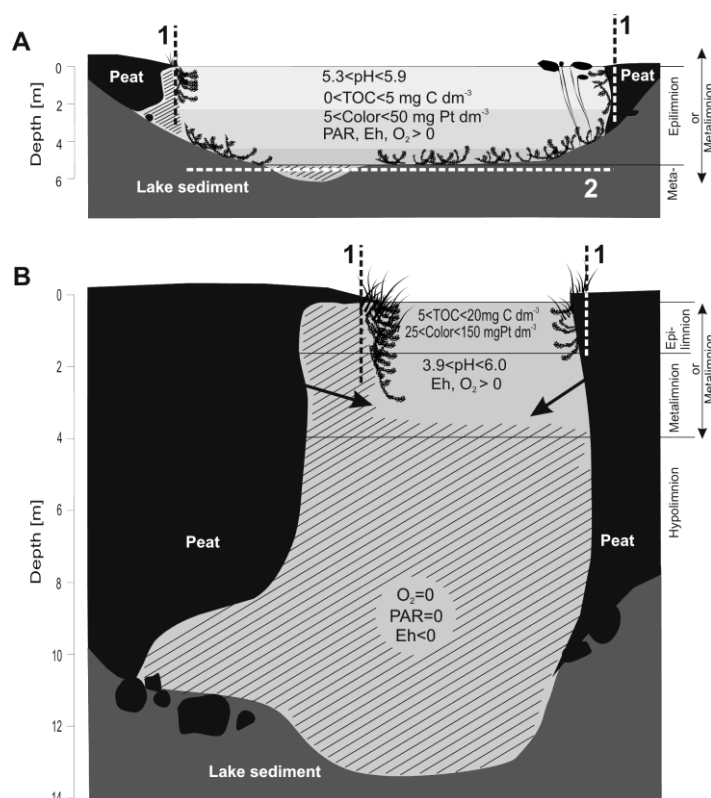 A
1
1
Depth [m]
0
2
4
6
Peat
Peat
5.3<pH<5.9
0<TOC<5 mg C dm⁻³
5<Color<50 mg Pt dm⁻³
PAR, Eh, O₂> 0
Lake sediment
2
Epilimnion
or
Metalimnion
Meta-
B
1
1
Depth [m]
0
2
4
6
8
10
12
14
5<TOC<20mg C dm⁻³
25<Color<150 mgPt dm⁻³
3.9<pH<6.0
Eh, O₂> 0
Epi-
limnion
Metalimnion
or
Metalimnion
Hypolimnion
Peat
Peat
O₂=0
PAR=0
Eh<0
Lake sediment